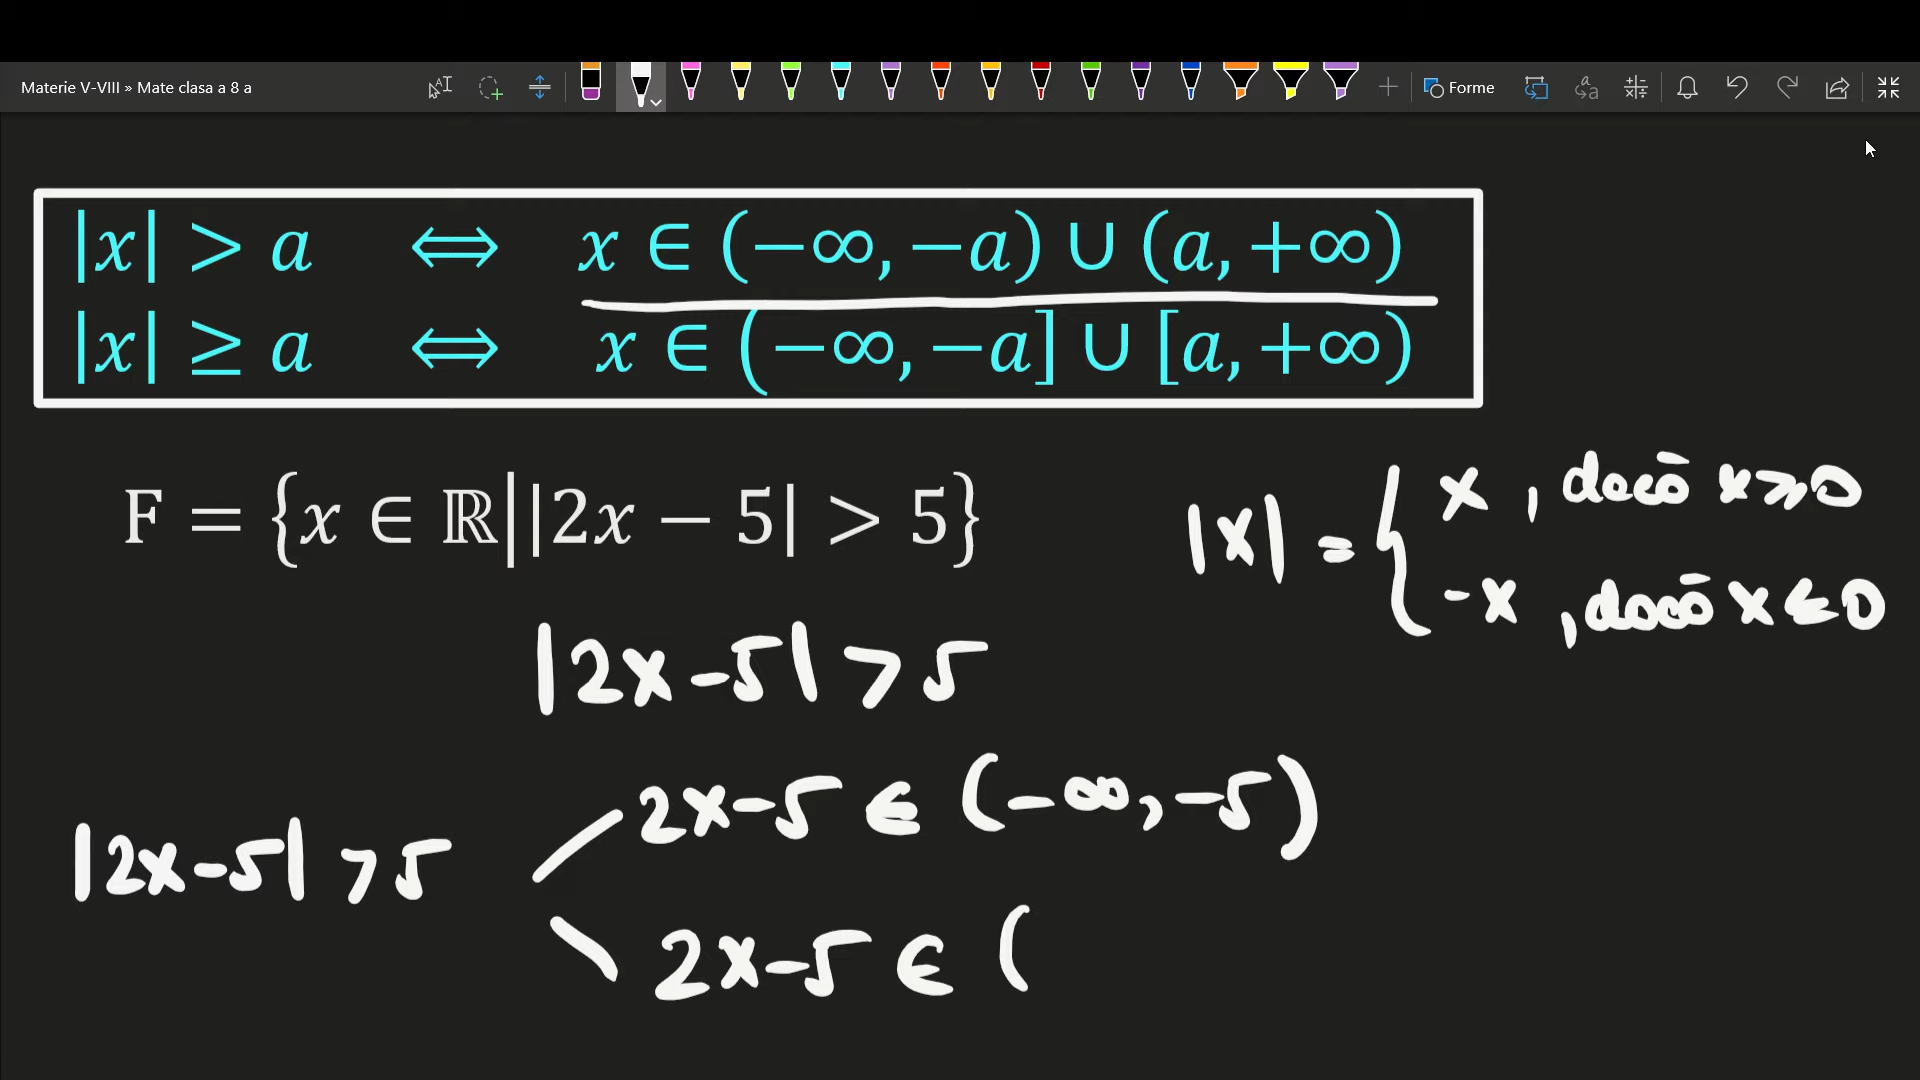 Materie V-VIII » Mate clasa a 8 a
Forme
|x| > a ⟺ x ∈ (−∞, −a) ∪ (a, +∞)
|x| ≥ a ⟺ x ∈ (−∞, −a] ∪ [a, +∞)
F = {x ∈ ℝ||2x − 5| > 5}
|x| = { x , dacă x ≥ 0
-x , dacă x < 0
|2x-5| > 5
|2x-5| > 5
2x-5 ∈ (-∞, -5)
2x-5 ∈ (